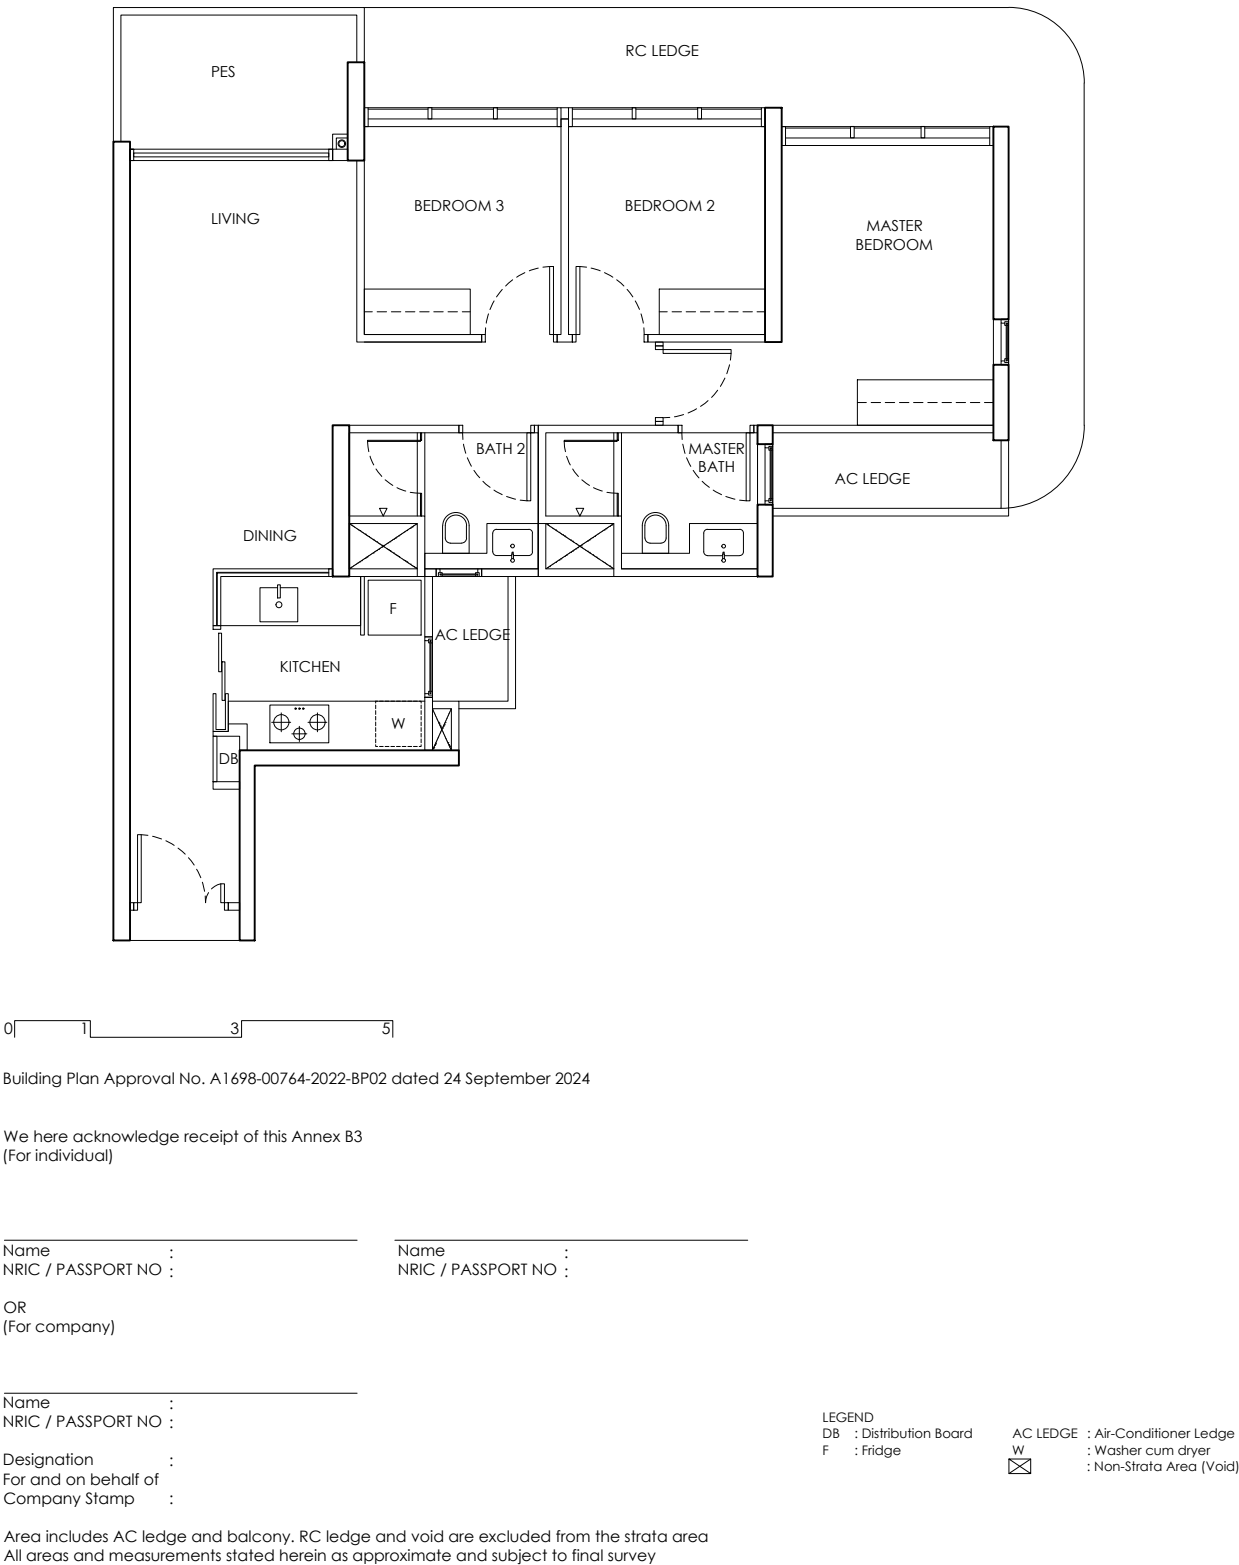 RC LEDGE
PES
LIVING
BEDROOM 3
BEDROOM 2
MASTER
BEDROOM
BATH 2
MASTER
BATH
AC LEDGE
DINING
F
AC LEDGE
KITCHEN
W
DB
0 1 3 5
Building Plan Approval No. A1698-00764-2022-BP02 dated 24 September 2024
We here acknowledge receipt of this Annex B3
(For individual)
Name :
NRIC / PASSPORT NO :
Name :
NRIC / PASSPORT NO :
OR
(For company)
Name :
NRIC / PASSPORT NO :
Designation :
For and on behalf of
Company Stamp :
LEGEND
DB : Distribution Board
F : Fridge
AC LEDGE : Air-Conditioner Ledge
W : Washer cum dryer
: Non-Strata Area (Void)
Area includes AC ledge and balcony. RC ledge and void are excluded from the strata area
All areas and measurements stated herein as approximate and subject to final survey